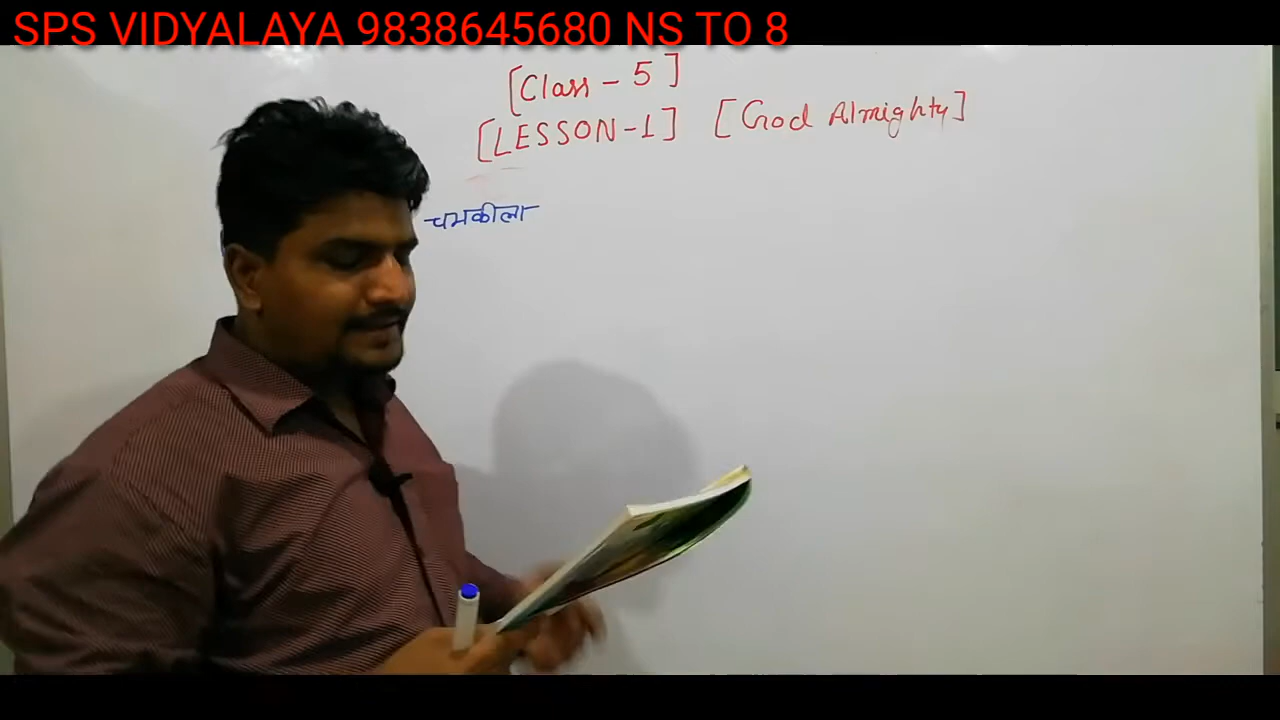 SPS VIDYALAYA 9838645680 NS TO 8
[Class - 5]
[LESSON-1] [God Almighty]
चमकीला